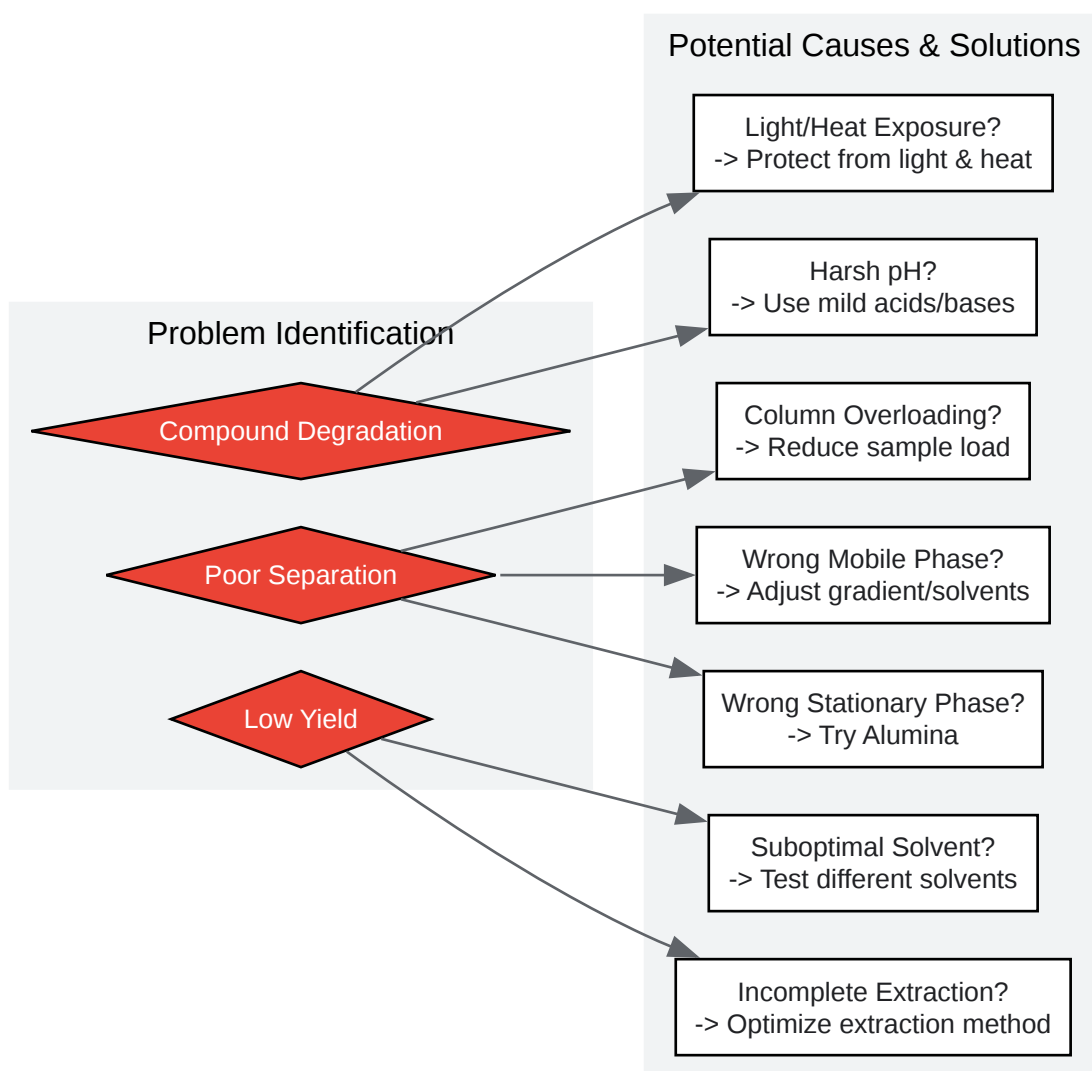 Potential Causes & Solutions
Light/Heat Exposure?
-> Protect from light & heat
Harsh pH?
-> Use mild acids/bases
Problem Identification
Column Overloading?
-> Reduce sample load
Compound Degradation
Wrong Mobile Phase?
-> Adjust gradient/solvents
Poor Separation
Wrong Stationary Phase?
-> Try Alumina
Low Yield
Suboptimal Solvent?
-> Test different solvents
Incomplete Extraction?
-> Optimize extraction method